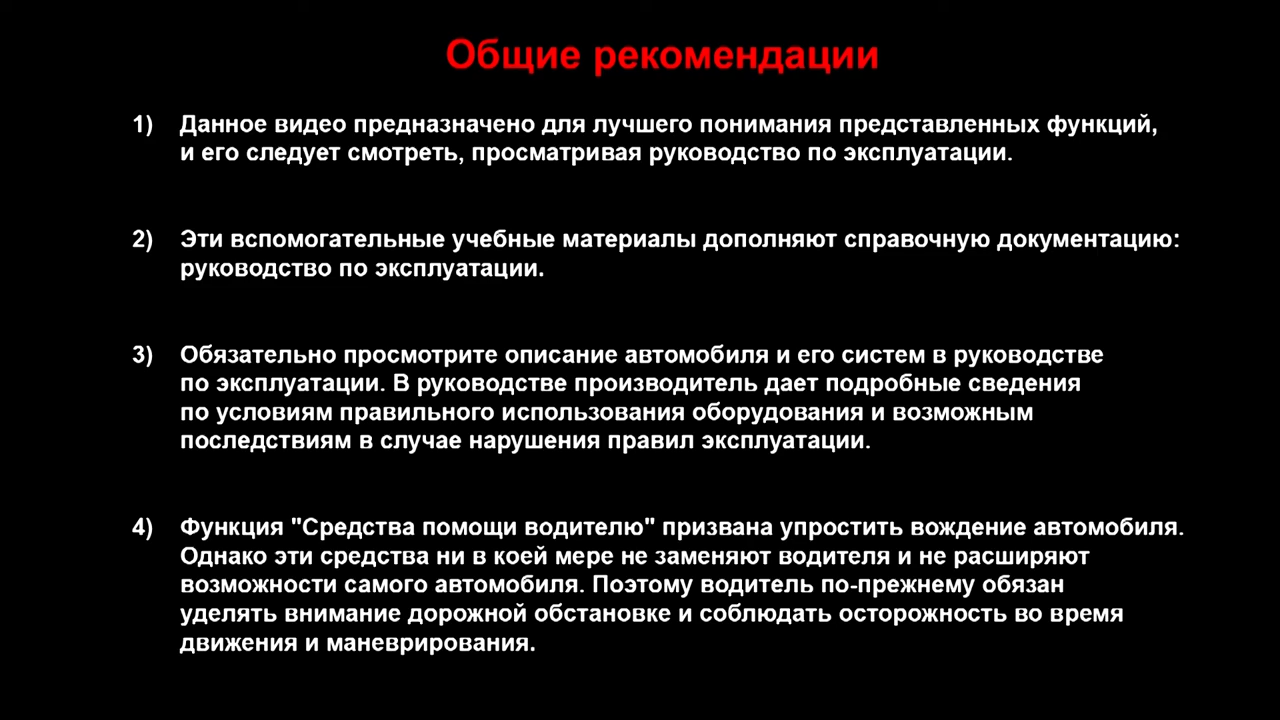 Общие рекомендации
1) Данное видео предназначено для лучшего понимания представленных функций,
и его следует смотреть, просматривая руководство по эксплуатации.
2) Эти вспомогательные учебные материалы дополняют справочную документацию:
руководство по эксплуатации.
3) Обязательно просмотрите описание автомобиля и его систем в руководстве
по эксплуатации. В руководстве производитель дает подробные сведения
по условиям правильного использования оборудования и возможным
последствиям в случае нарушения правил эксплуатации.
4) Функция "Средства помощи водителю" призвана упростить вождение автомобиля.
Однако эти средства ни в коей мере не заменяют водителя и не расширяют
возможности самого автомобиля. Поэтому водитель по-прежнему обязан
уделять внимание дорожной обстановке и соблюдать осторожность во время
движения и маневрирования.